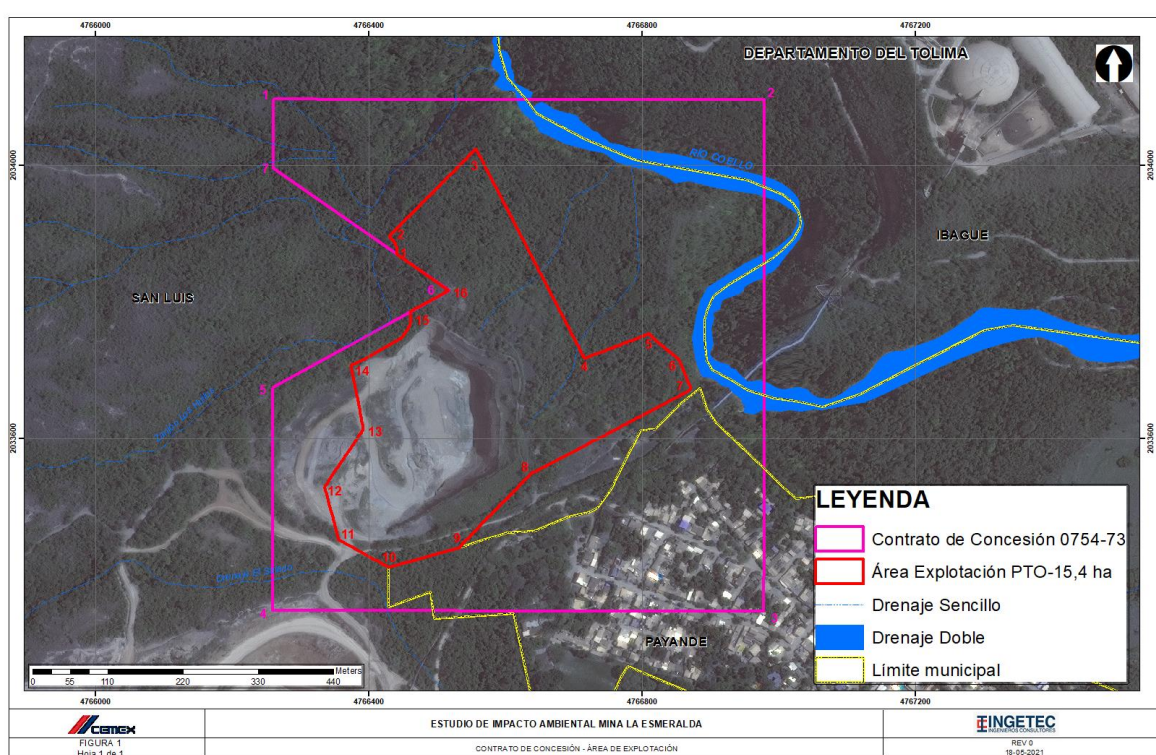 4766000 4766400 4766800 4767200
DEPARTAMENTO DEL TOLIMA
1
2
RÍO COELLO
2034000
2034000
7
3
2
1
IBAGUE
6
16
SAN LUIS
15
5
4
6
14
7
5
13
2033600
2033600
8
12
LEYENDA
11
9
Contrato de Concesión 0754-73
10
Área Explotación PTO-15,4 ha
Drenaje Sencillo
4
3
Drenaje Doble
PAYANDE
Límite municipal
Meters
0 55 110 220 330 440
4766000 4766400 4766800 4767200
CEMEX
ESTUDIO DE IMPACTO AMBIENTAL MINA LA ESMERALDA
INGETEC
INGENIEROS CONSULTORES
FIGURA 1
Hoja 1 de 1
CONTRATO DE CONCESIÓN - ÁREA DE EXPLOTACIÓN
REV 0
18-05-2021